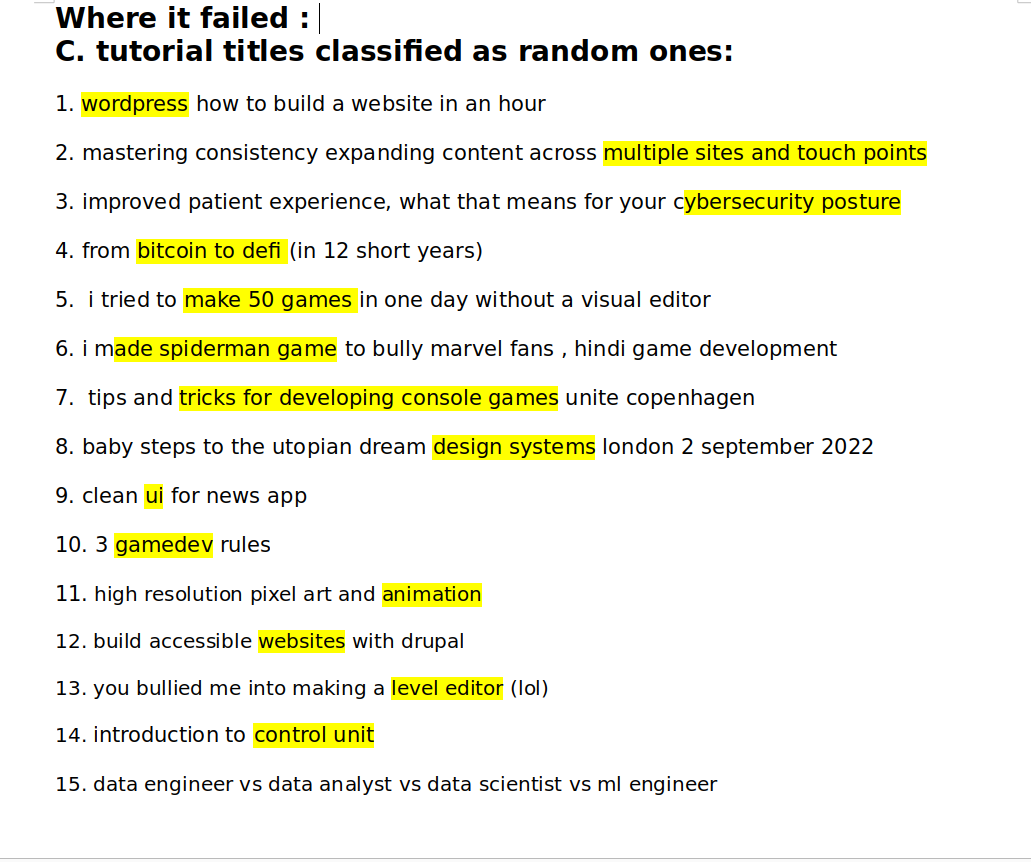 Where it failed :
C. tutorial titles classified as random ones:
1. wordpress how to build a website in an hour
2. mastering consistency expanding content across multiple sites and touch points
3. improved patient experience, what that means for your cybersecurity posture
4. from bitcoin to defi (in 12 short years)
5.  i tried to make 50 games in one day without a visual editor
6. i made spiderman game to bully marvel fans , hindi game development
7.  tips and tricks for developing console games unite copenhagen
8. baby steps to the utopian dream design systems london 2 september 2022
9. clean ui for news app
10. 3 gamedev rules
11. high resolution pixel art and animation
12. build accessible websites with drupal
13. you bullied me into making a level editor (lol)
14. introduction to control unit
15. data engineer vs data analyst vs data scientist vs ml engineer